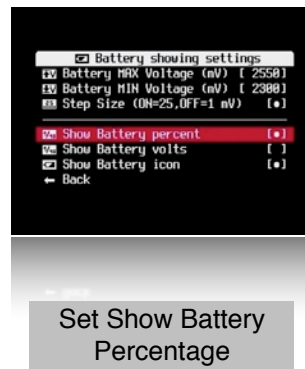 Battery showing settings
Battery MAX Voltage (mV) [ 2550]
Battery MIN Voltage (mV) [ 2300]
Step Size (ON=25,OFF=1 mV) [•]
Show Battery percent [•]
Show Battery volts [ ]
Show Battery icon [•]
← Back
Set Show Battery
Percentage